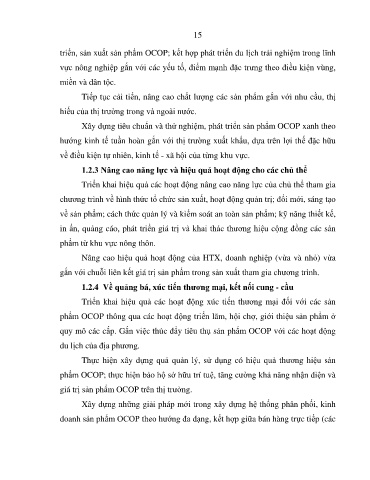 15
triển, sản xuất sản phẩm OCOP; kết hợp phát triển du lịch trải nghiệm trong lĩnh
vực nông nghiệp gắn với các yếu tố, điểm mạnh đặc trưng theo điều kiện vùng,
miền và dân tộc.
Tiếp tục cải tiến, nâng cao chất lượng các sản phẩm gắn với nhu cầu, thị
hiếu của thị trường trong và ngoài nước.
Xây dựng tiêu chuẩn và thử nghiệm, phát triển sản phẩm OCOP xanh theo
hướng kinh tế tuần hoàn gắn với thị trường xuất khẩu, dựa trên lợi thế đặc hữu
về điều kiện tự nhiên, kinh tế - xã hội của từng khu vực.
1.2.3 Nâng cao năng lực và hiệu quả hoạt động cho các chủ thể
Triển khai hiệu quả các hoạt động nâng cao năng lực của chủ thể tham gia
chương trình về hình thức tổ chức sản xuất, hoạt động quản trị; đổi mới, sáng tạo
về sản phẩm; cách thức quản lý và kiểm soát an toàn sản phẩm; kỹ năng thiết kế,
in ấn, quảng cáo, phát triển giá trị và khai thác thương hiệu cộng đồng các sản
phẩm từ khu vực nông thôn.
Nâng cao hiệu quả hoạt động của HTX, doanh nghiệp (vừa và nhỏ) vừa
gắn với chuỗi liên kết giá trị sản phẩm trong sản xuất tham gia chương trình.
1.2.4 Về quảng bá, xúc tiến thương mại, kết nối cung - cầu
Triển khai hiệu quả các hoạt động xúc tiến thương mại đối với các sản
phẩm OCOP thông qua các hoạt động triển lãm, hội chợ, giới thiệu sản phẩm ở
quy mô các cấp. Gắn việc thúc đẩy tiêu thụ sản phẩm OCOP với các hoạt động
du lịch của địa phương.
Thực hiện xây dựng quả quản lý, sử dụng có hiệu quả thương hiệu sản
phẩm OCOP; thực hiện bảo hộ sở hữu trí tuệ, tăng cường khả năng nhận diện và
giá trị sản phẩm OCOP trên thị trường.
Xây dựng những giải pháp mới trong xây dựng hệ thống phân phối, kinh
doanh sản phẩm OCOP theo hướng đa dạng, kết hợp giữa bán hàng trực tiếp (các